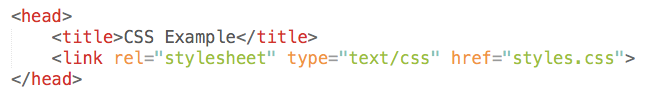 <head>
    <title>CSS Example</title>
    <link rel="stylesheet" type="text/css" href="styles.css">
</head>